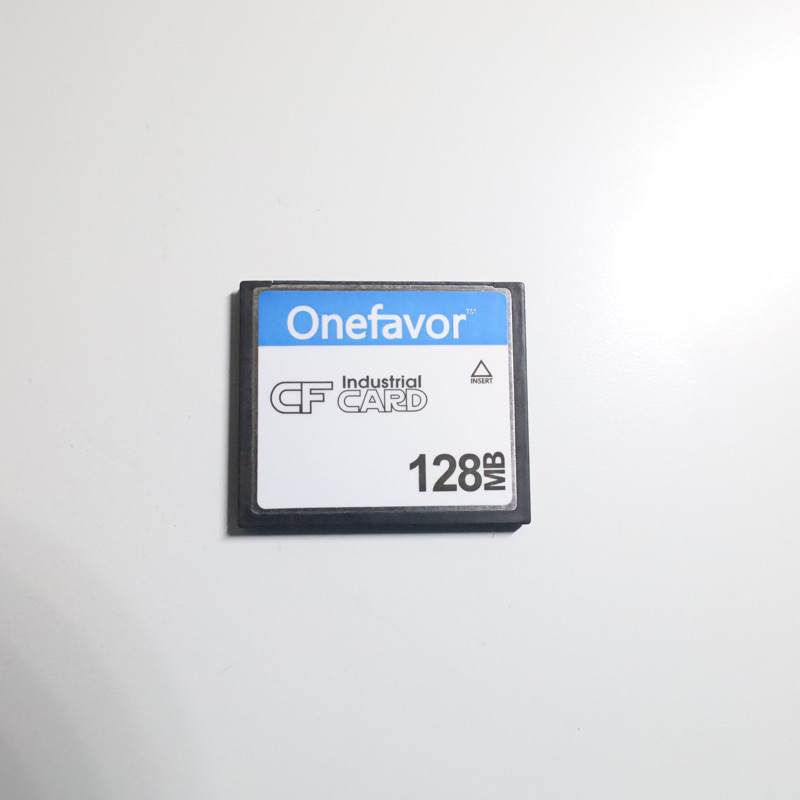 Onefavor™
CF Industrial CARD
INSERT
128MB